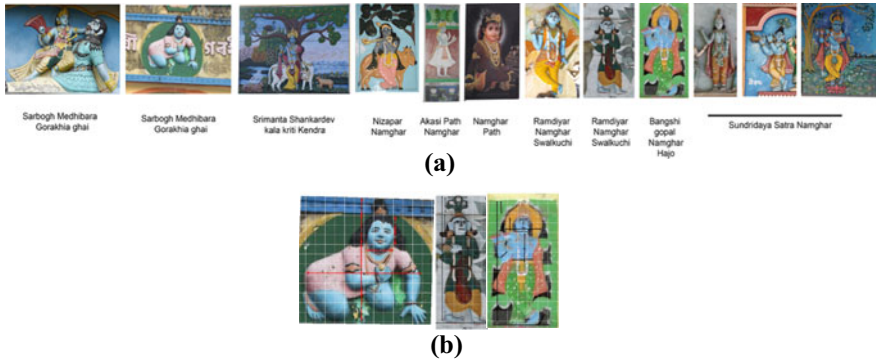 Sarbogh Medhibara
Gorakhia ghai
Sarbogh Medhibara
Gorakhia ghai
Srimanta Shankardev
kala kriti Kendra
Nizapar
Namghar
Akasi Path
Namghar
Namghar
Path
Ramdiyar
Namghar
Swalkuchi
Ramdiyar
Namghar
Swalkuchi
Bangshi
gopal
Namghar
Hajo
Sundridaya Satra Namghar
(a)
(b)